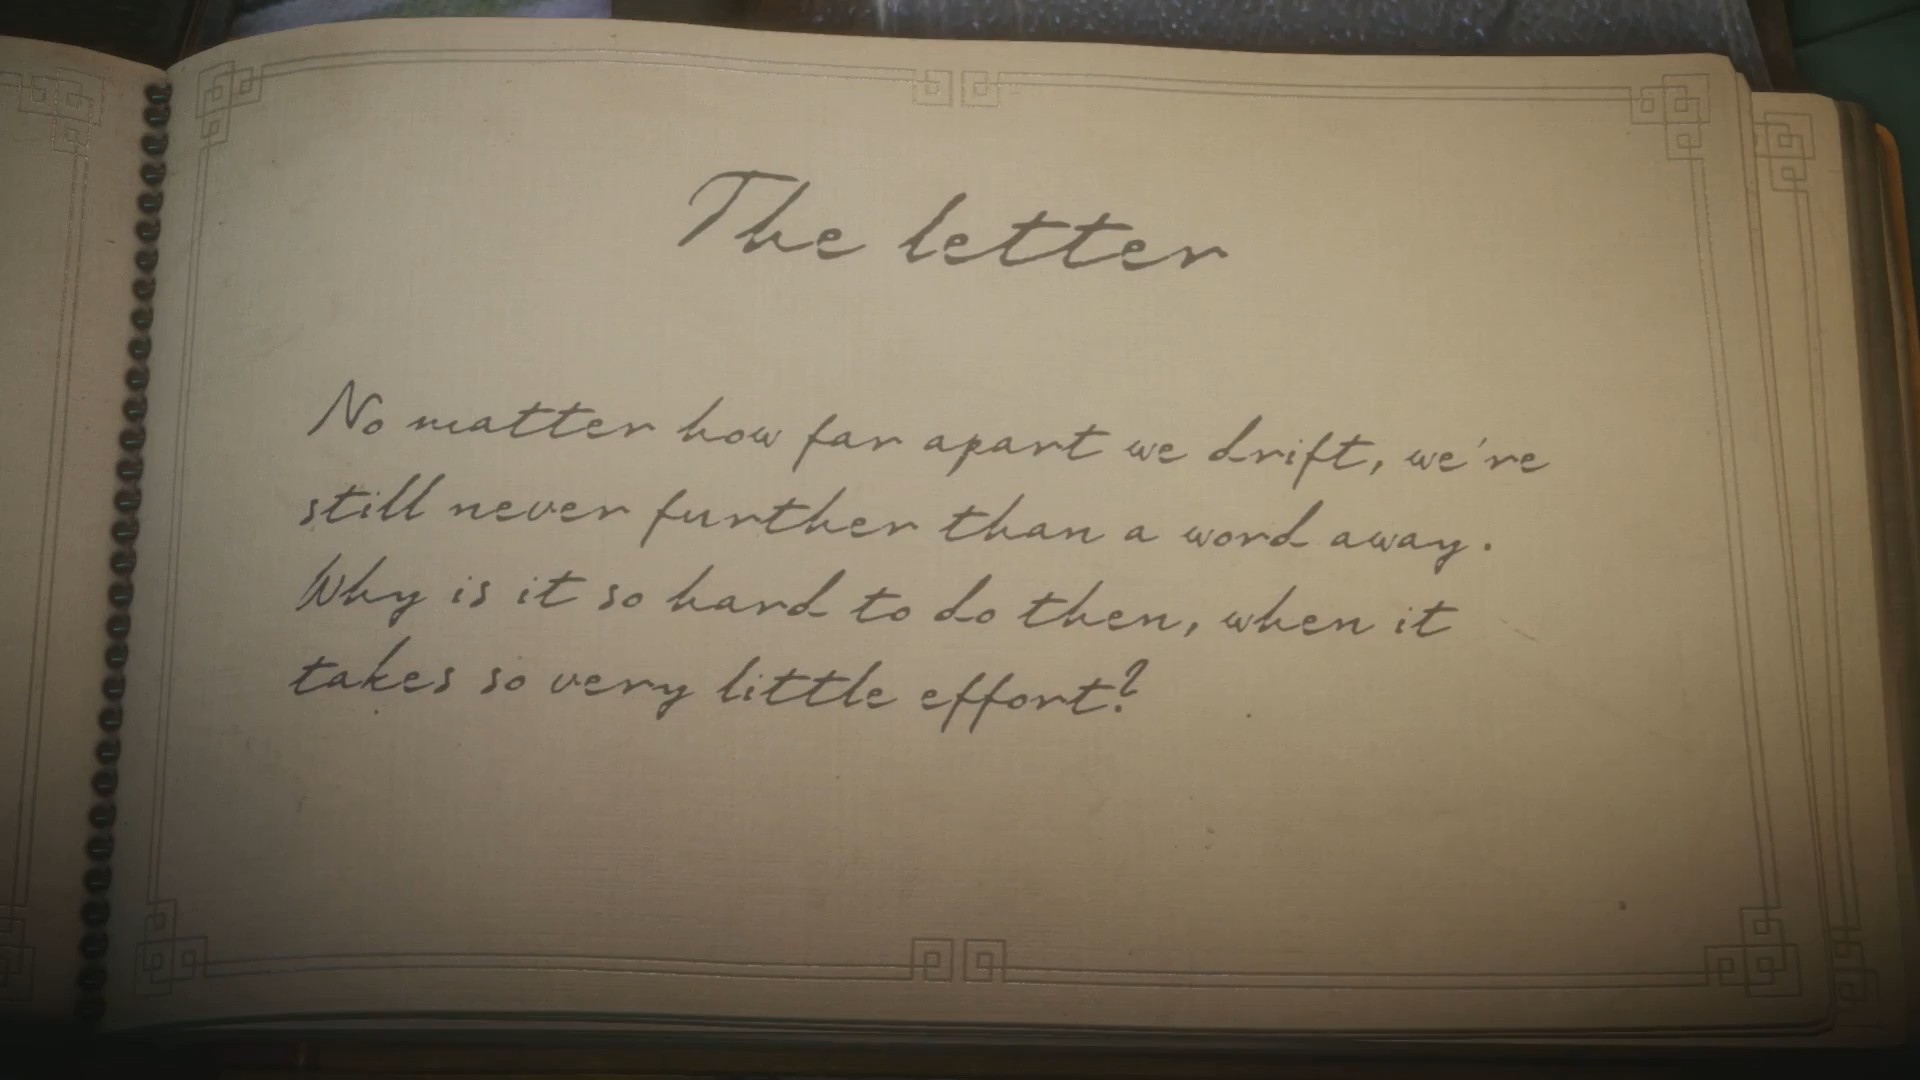 The letter
No matter how far apart we drift, we're
still never further than a word away.
Why is it so hard to do then, when it
takes so very little effort?